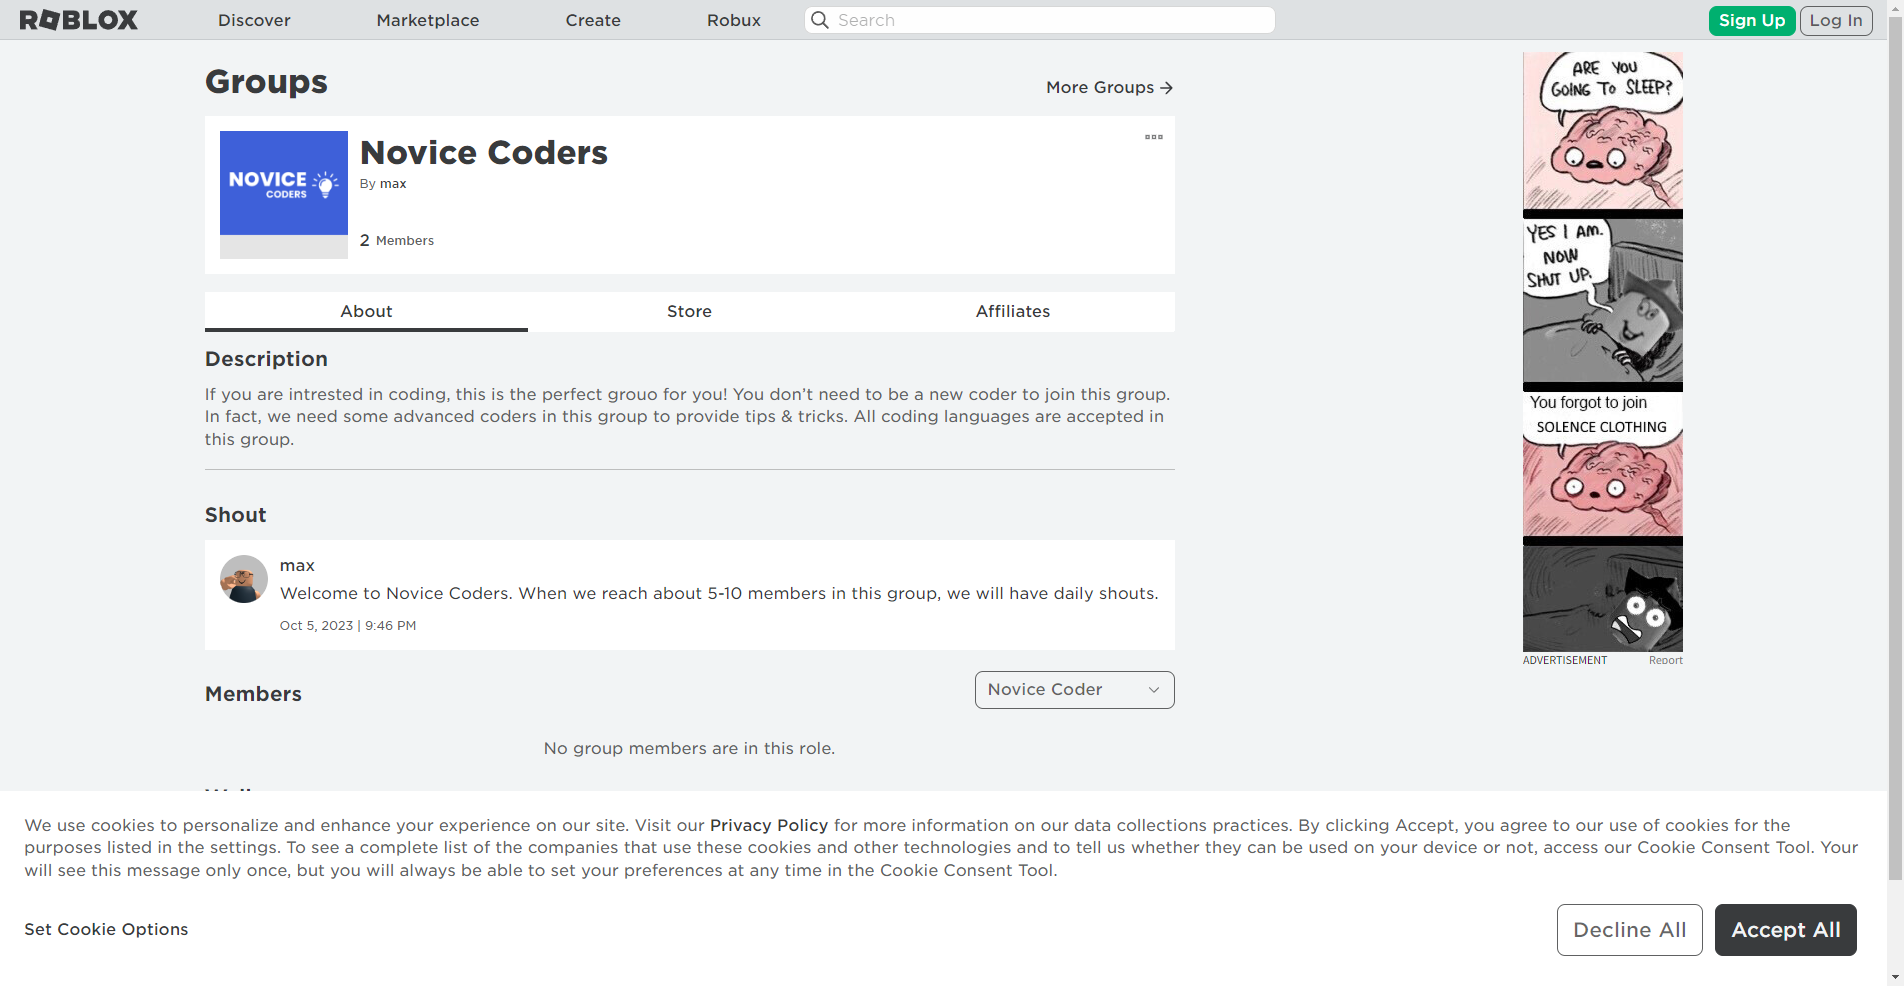 ROBLOX
Discover
Marketplace
Create
Robux
Search
Sign Up
Log In
Groups
More Groups
NOVICE
CODERS
Novice Coders
By max
2 Members
About
Store
Affiliates
Description
If you are intrested in coding, this is the perfect grouo for you! You don’t need to be a new coder to join this group.
In fact, we need some advanced coders in this group to provide tips & tricks. All coding languages are accepted in
this group.
Shout
max
Welcome to Novice Coders. When we reach about 5-10 members in this group, we will have daily shouts.
Oct 5, 2023 | 9:46 PM
Members
Novice Coder
No group members are in this role.
ARE YOU
GOING TO SLEEP?
YES I AM.
NOW
SHUT UP.
You forgot to join
SOLENCE CLOTHING
ADVERTISEMENT
Report
We use cookies to personalize and enhance your experience on our site. Visit our Privacy Policy for more information on our data collections practices. By clicking Accept, you agree to our use of cookies for the
purposes listed in the settings. To see a complete list of the companies that use these cookies and other technologies and to tell us whether they can be used on your device or not, access our Cookie Consent Tool. Your
will see this message only once, but you will always be able to set your preferences at any time in the Cookie Consent Tool.
Set Cookie Options
Decline All
Accept All